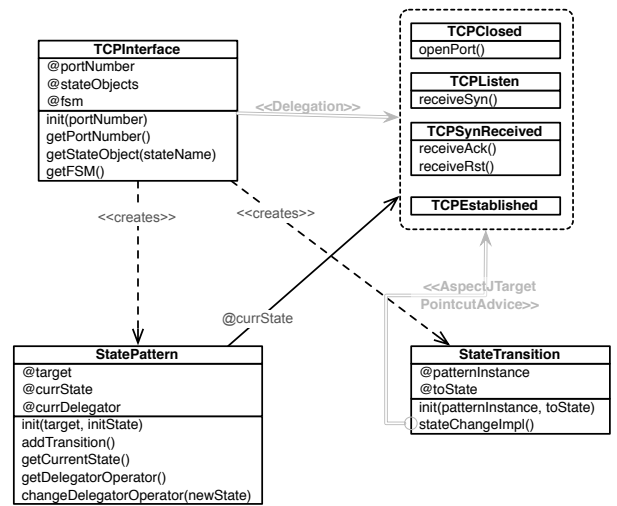 TCPInterface
@portNumber
@stateObjects
@fsm
init(portNumber)
getPortNumber()
getStateObject(stateName)
getFSM()
<<Delegation>>
TCPClosed
openPort()
TCPListen
receiveSyn()
TCPSynReceived
receiveAck()
receiveRst()
TCPEstablished
<<creates>>
<<creates>>
@currState
<<AspectJTarget
PointcutAdvice>>
StatePattern
@target
@currState
@currDelegator
init(target, initState)
addTransition()
getCurrentState()
getDelegatorOperator()
changeDelegatorOperator(newState)
StateTransition
@patternInstance
@toState
init(patternInstance, toState)
stateChangeImpl()